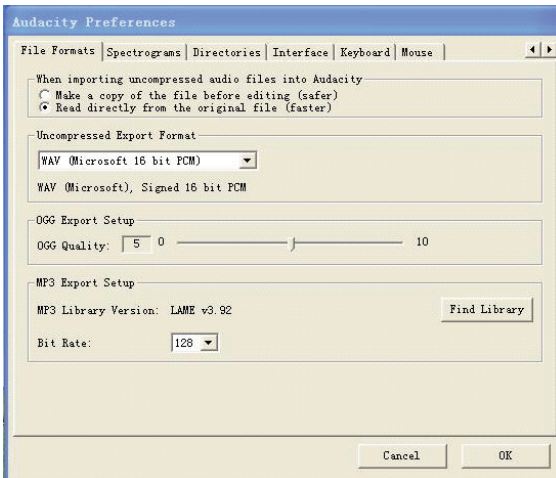 Audacity Preferences
File Formats Spectrograms Directories Interface Keyboard Mouse
When importing uncompressed audio files into Audacity
Make a copy of the file before editing (safer)
Read directly from the original file (faster)
Uncompressed Export Format
WAV (Microsoft 16 bit PCM)
WAV (Microsoft), Signed 16 bit PCM
OGG Export Setup
OGG Quality: 5 0 10
MP3 Export Setup
MP3 Library Version: LAME v3.92 Find Library
Bit Rate: 128
Cancel OK